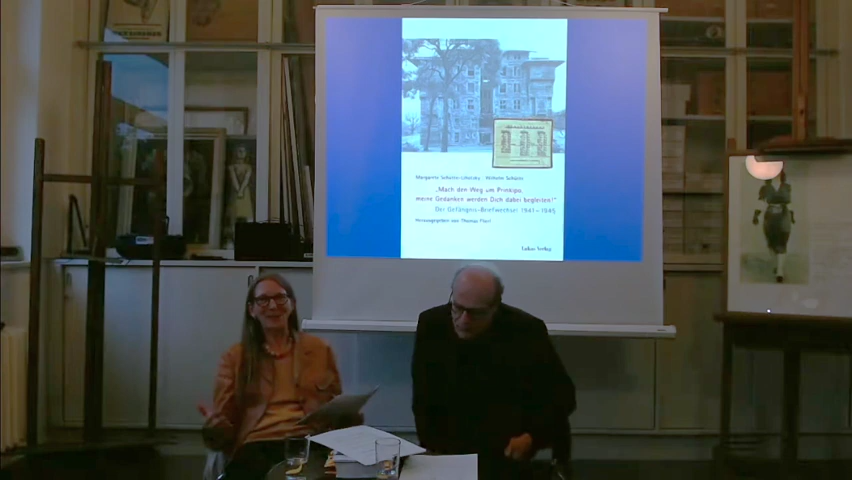 Margarete Schütte-Lihotzky · Wilhelm Schütte
„Mach den Weg um Prinkipo,
meine Gedanken werden Dich dabei begleiten!“
Der Gefängnis-Briefwechsel 1941–1945
Herausgegeben von Thomas Flierl
Lukas Verlag